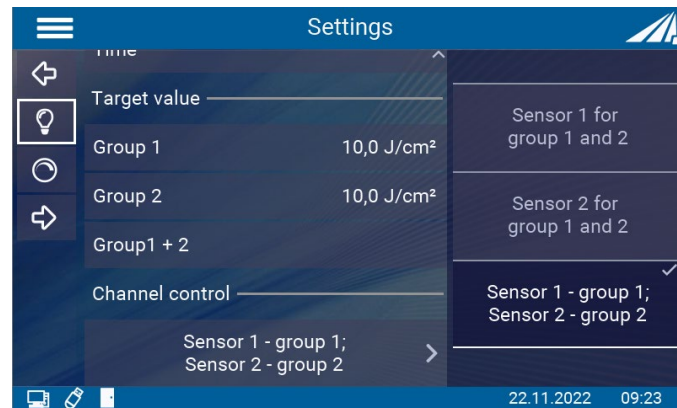 Settings
Time
Target value
Group 1 10,0 J/cm²
Group 2 10,0 J/cm²
Group1 + 2
Channel control
Sensor 1 - group 1;
Sensor 2 - group 2
Sensor 1 for
group 1 and 2
Sensor 2 for
group 1 and 2
Sensor 1 - group 1;
Sensor 2 - group 2
22.11.2022 09:23